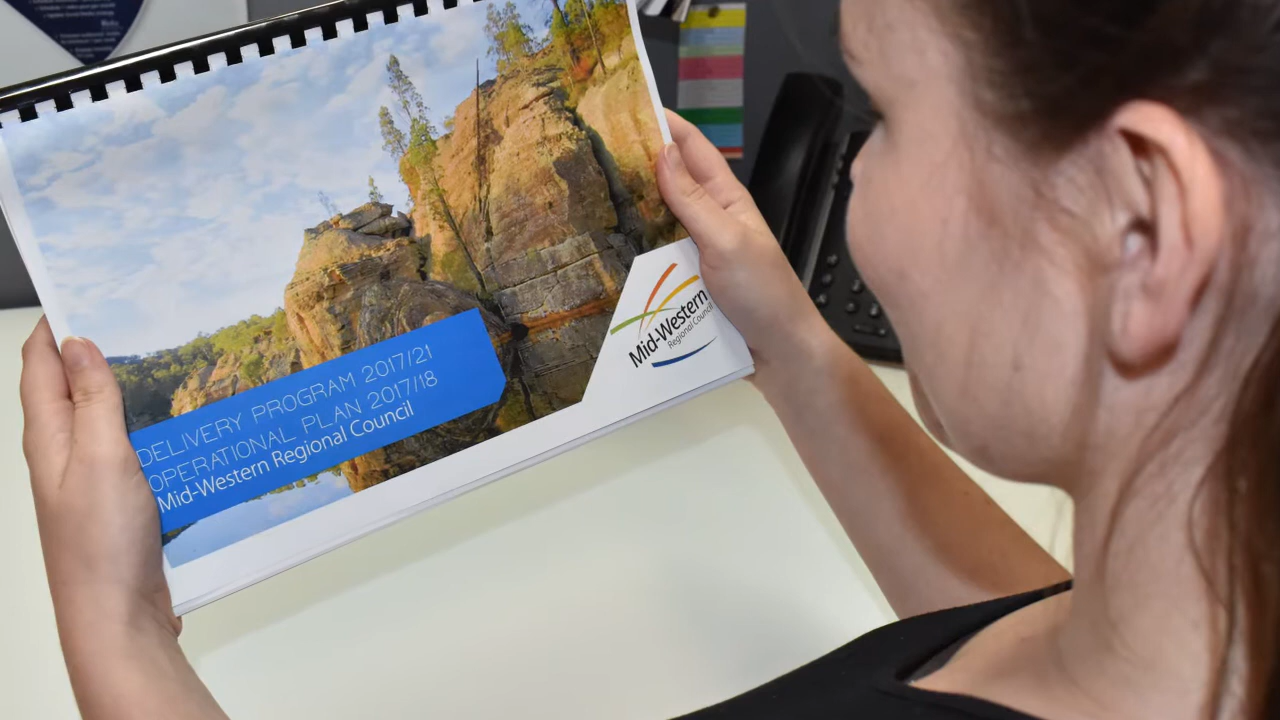 DELIVERY PROGRAM 2017/21
OPERATIONAL PLAN 2017/18
Mid-Western Regional Council
Mid-Western
Regional Council